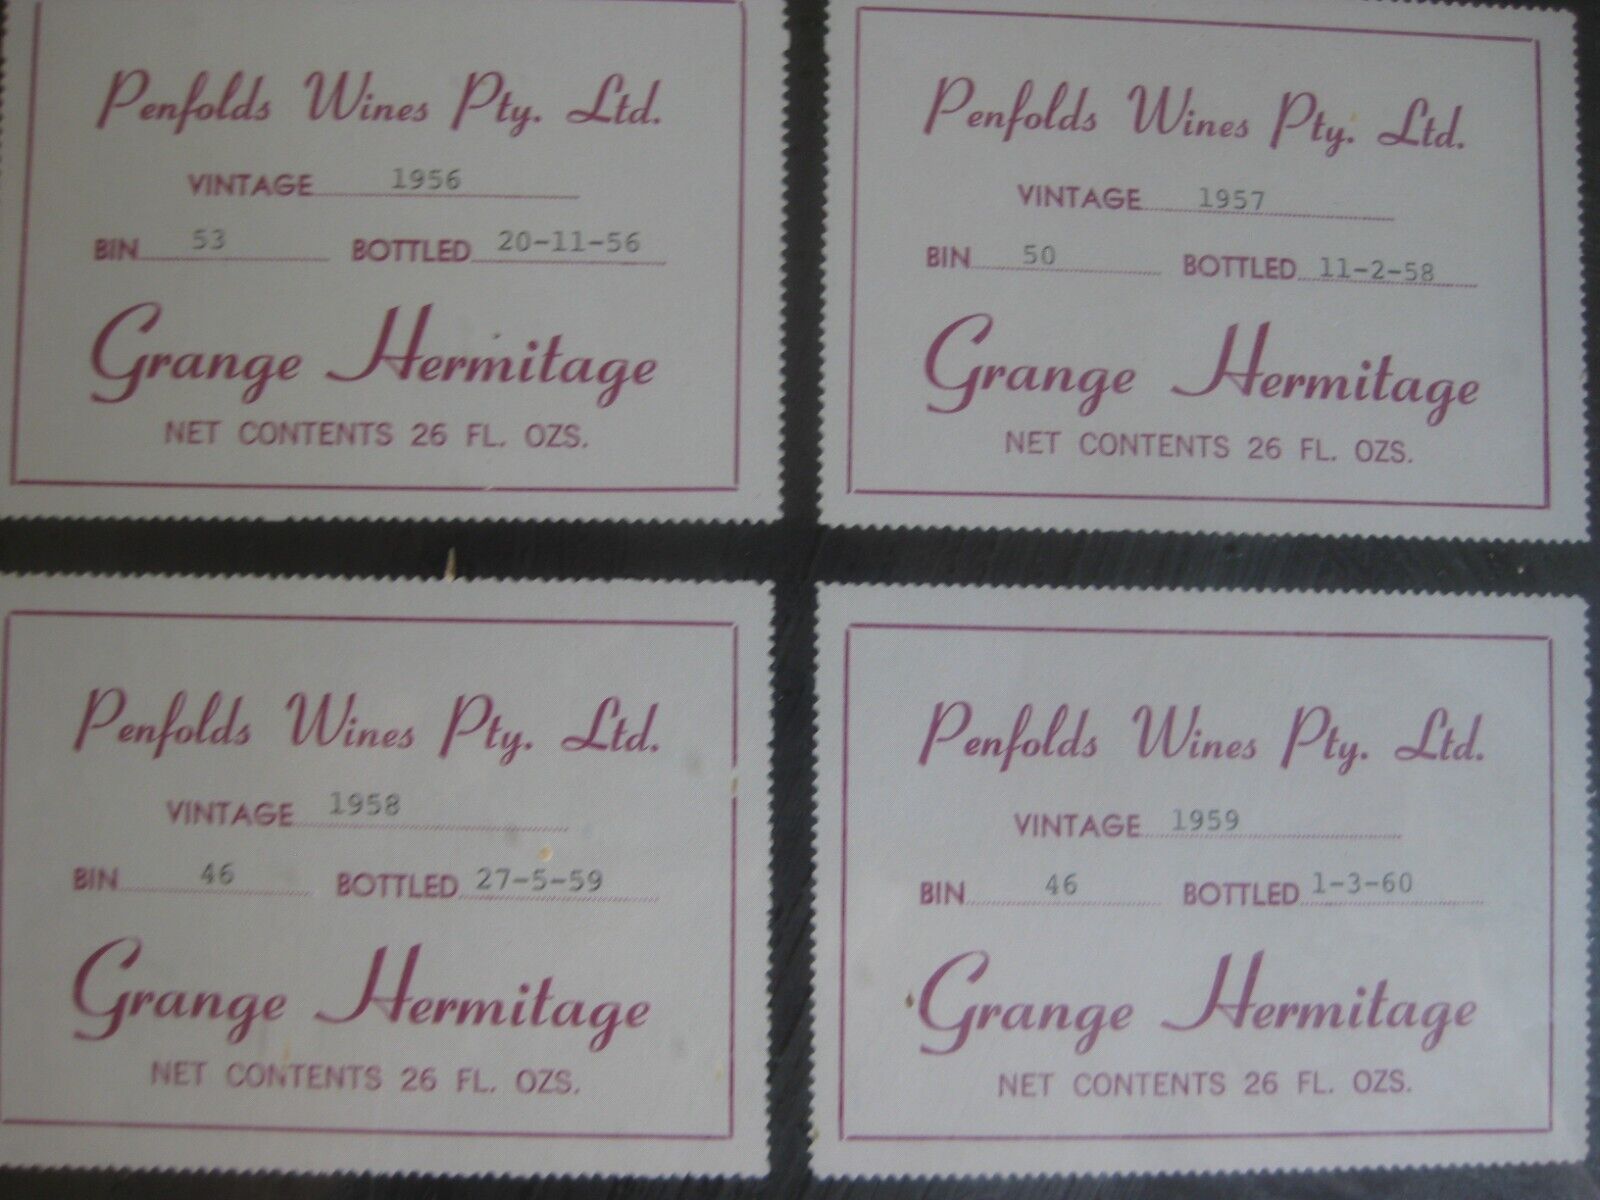 Penfolds Wines Pty. Ltd.
VINTAGE 1956
BIN 53 BOTTLED 20-11-56
Grange Hermitage
NET CONTENTS 26 FL. OZS.
Penfolds Wines Pty. Ltd.
VINTAGE 1957
BIN 50 BOTTLED 11-2-58
Grange Hermitage
NET CONTENTS 26 FL. OZS.
Penfolds Wines Pty. Ltd.
VINTAGE 1958
BIN 46 BOTTLED 27-5-59
Grange Hermitage
NET CONTENTS 26 FL. OZS.
Penfolds Wines Pty. Ltd.
VINTAGE 1959
BIN 46 BOTTLED 1-3-60
Grange Hermitage
NET CONTENTS 26 FL. OZS.